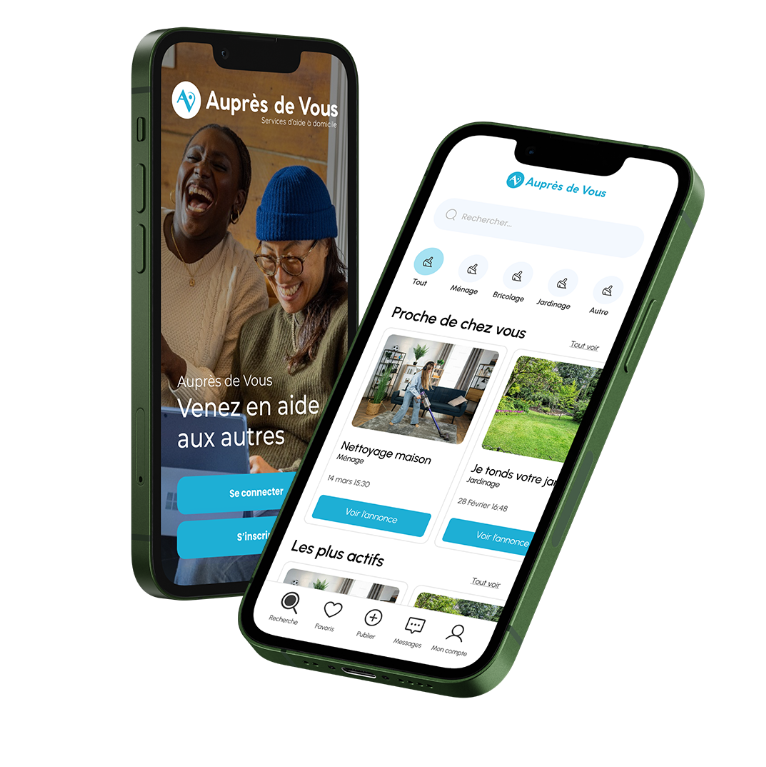 Auprès de Vous
Services d'aide à domicile
Auprès de Vous
Venez en aide
aux autres
Se connecter
S'inscri
Auprès de Vous
Rechercher...
Tout
Ménage
Bricolage
Jardinage
Autre
Proche de chez vous
Tout voir
Nettoyage maison
Ménage
14 mars 15:30
Voir l'annonce
Je tonds votre jar
Jardinage
28 Février 16:48
Voir l'annonce
Les plus actifs
Tout voir
Recherche
Favoris
Publier
Messages
Mon compte